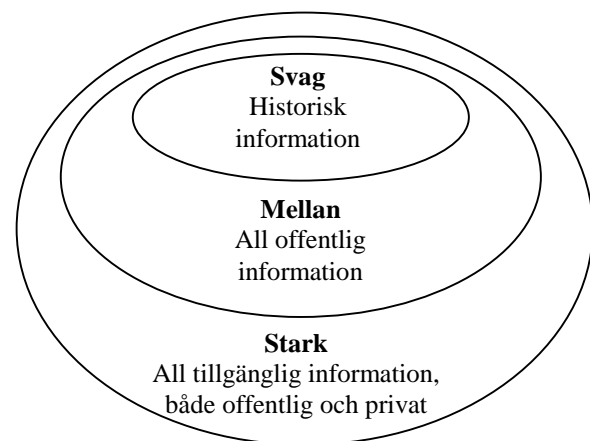 Svag
Historisk
information
Mellan
All offentlig
information
Stark
All tillgänglig information,
både offentlig och privat